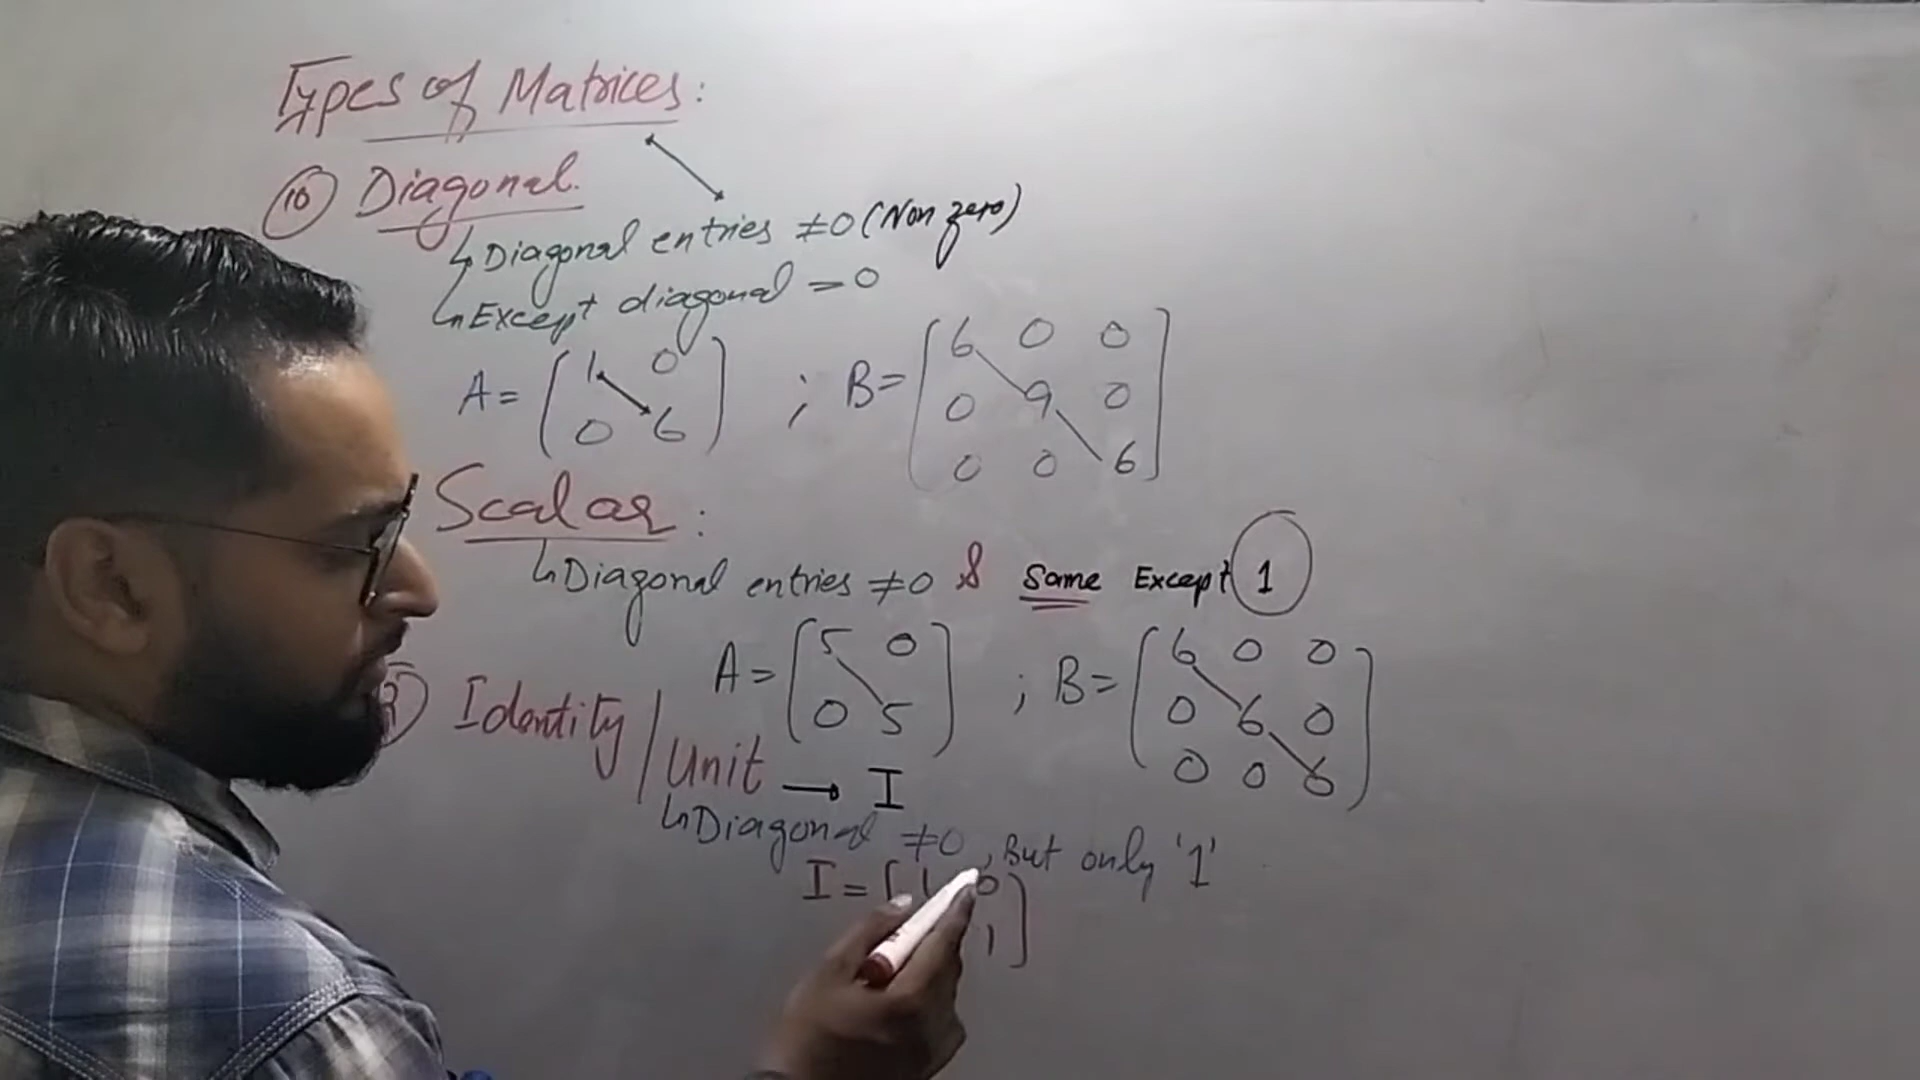 Types of Matrices:
10 Diagonal.
↳ Diagonal entries ≠0 (Non zero)
↳ Except diagonal = 0
A = ( 1 0 ; B = [ 6 0 0
0 6 ) 0 9 0
0 0 6 ]
Scalar :
↳ Diagonal entries ≠0 & Same Except 1
A = [ 5 0 ; B = [ 6 0 0
0 5 ] 0 6 0
0 0 6 ]
Identity / Unit → I
↳ Diagonal ≠0, But only '1'
I = [ 1 0
1 ]